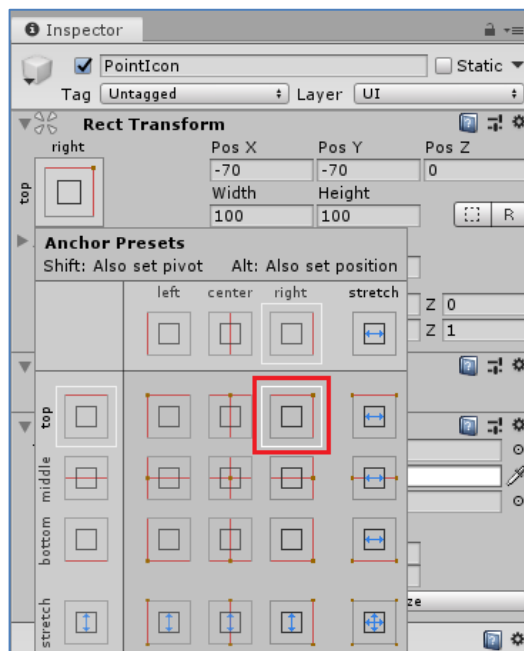 Inspector
PointIcon Static
Tag Untagged Layer UI
Rect Transform
right Pos X Pos Y Pos Z
top
-70 -70 0
Width Height
100 100 R
Anchor Presets
Shift: Also set pivot Alt: Also set position
left center right stretch
Z 0
Z 1
top
middle
bottom
stretch